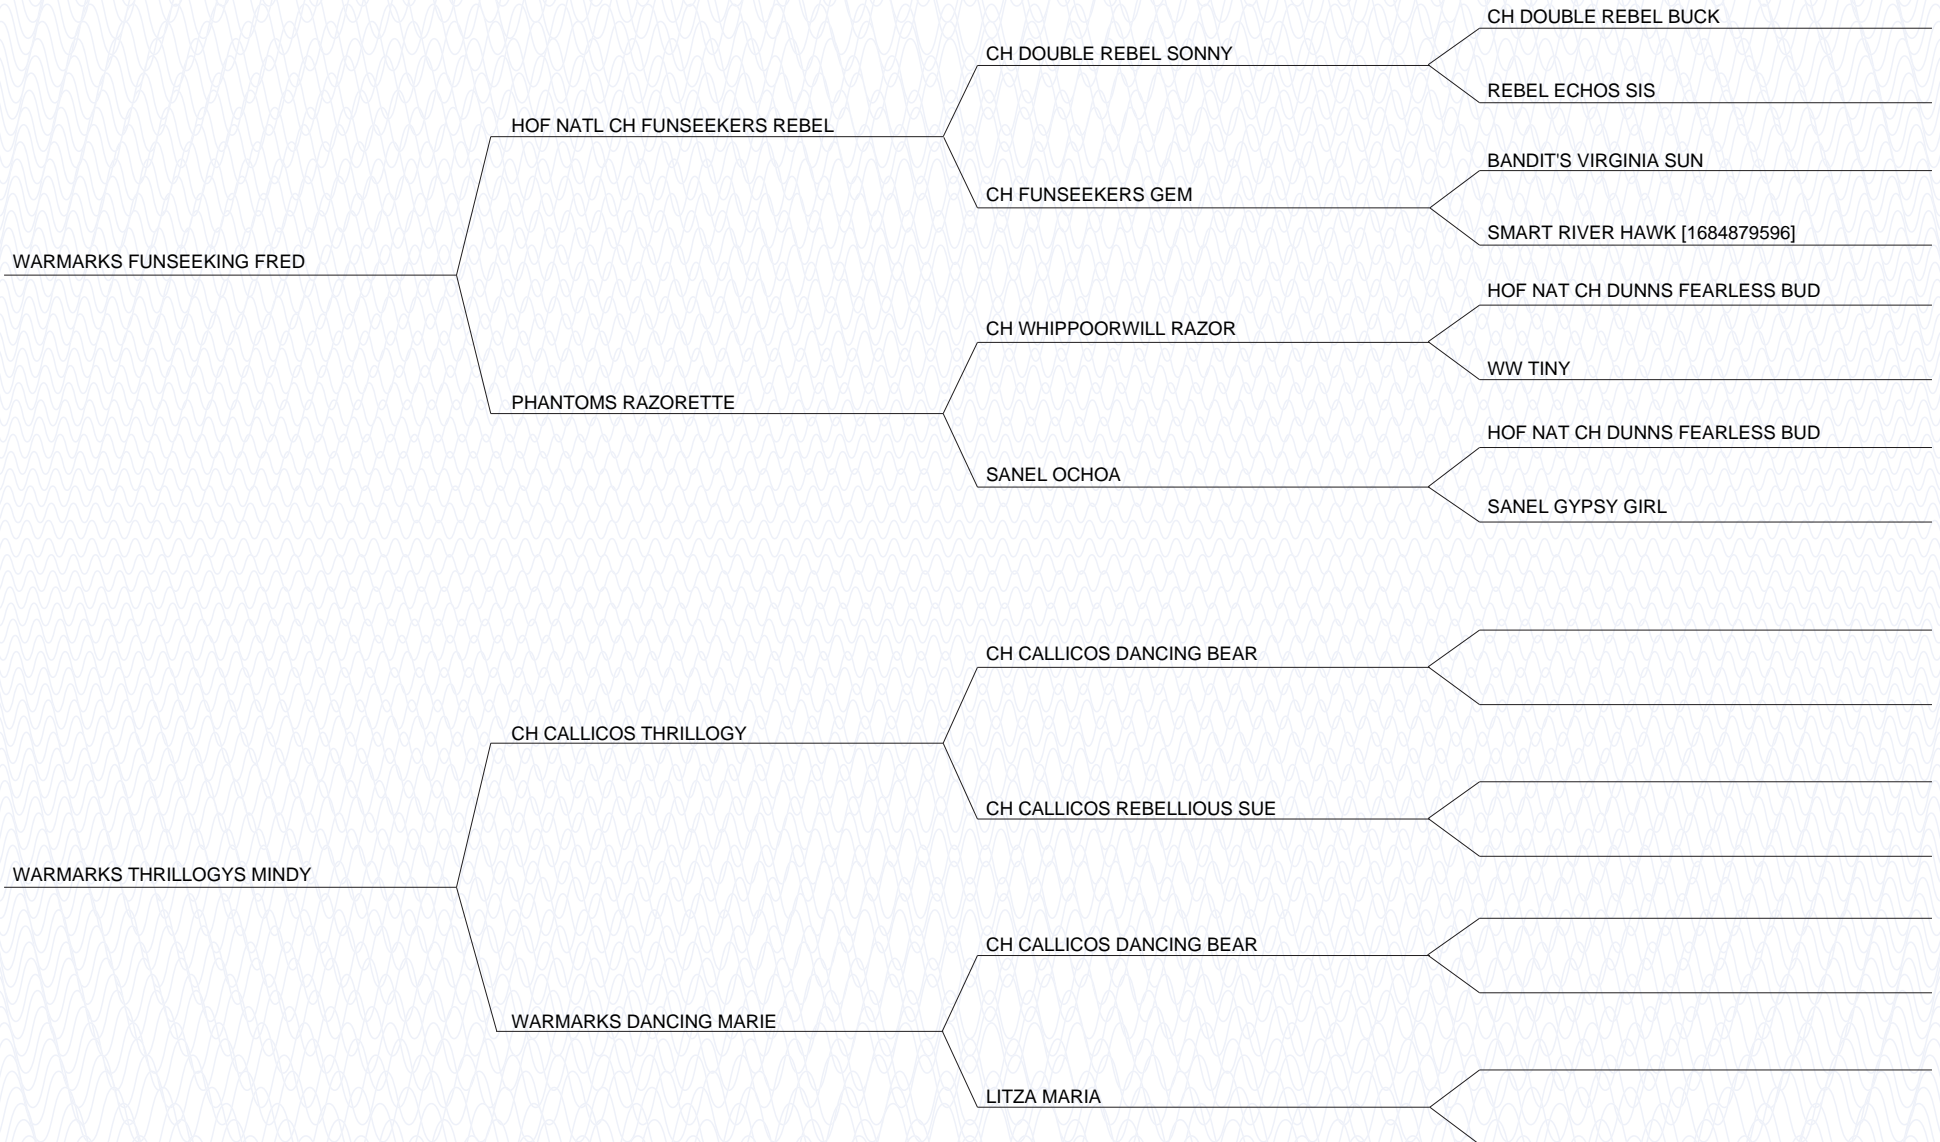 CH DOUBLE REBEL BUCK
CH DOUBLE REBEL SONNY
REBEL ECHOS SIS
HOF NATL CH FUNSEEKERS REBEL
BANDIT'S VIRGINIA SUN
CH FUNSEEKERS GEM
SMART RIVER HAWK [1684879596]
WARMARKS FUNSEEKING FRED
HOF NAT CH DUNNS FEARLESS BUD
CH WHIPPOORWILL RAZOR
WW TINY
PHANTOMS RAZORETTE
HOF NAT CH DUNNS FEARLESS BUD
SANEL OCHOA
SANEL GYPSY GIRL
CH CALLICOS DANCING BEAR
CH CALLICOS THRILLOGY
CH CALLICOS REBELLIOUS SUE
WARMARKS THRILLOGYS MINDY
CH CALLICOS DANCING BEAR
WARMARKS DANCING MARIE
LITZA MARIA